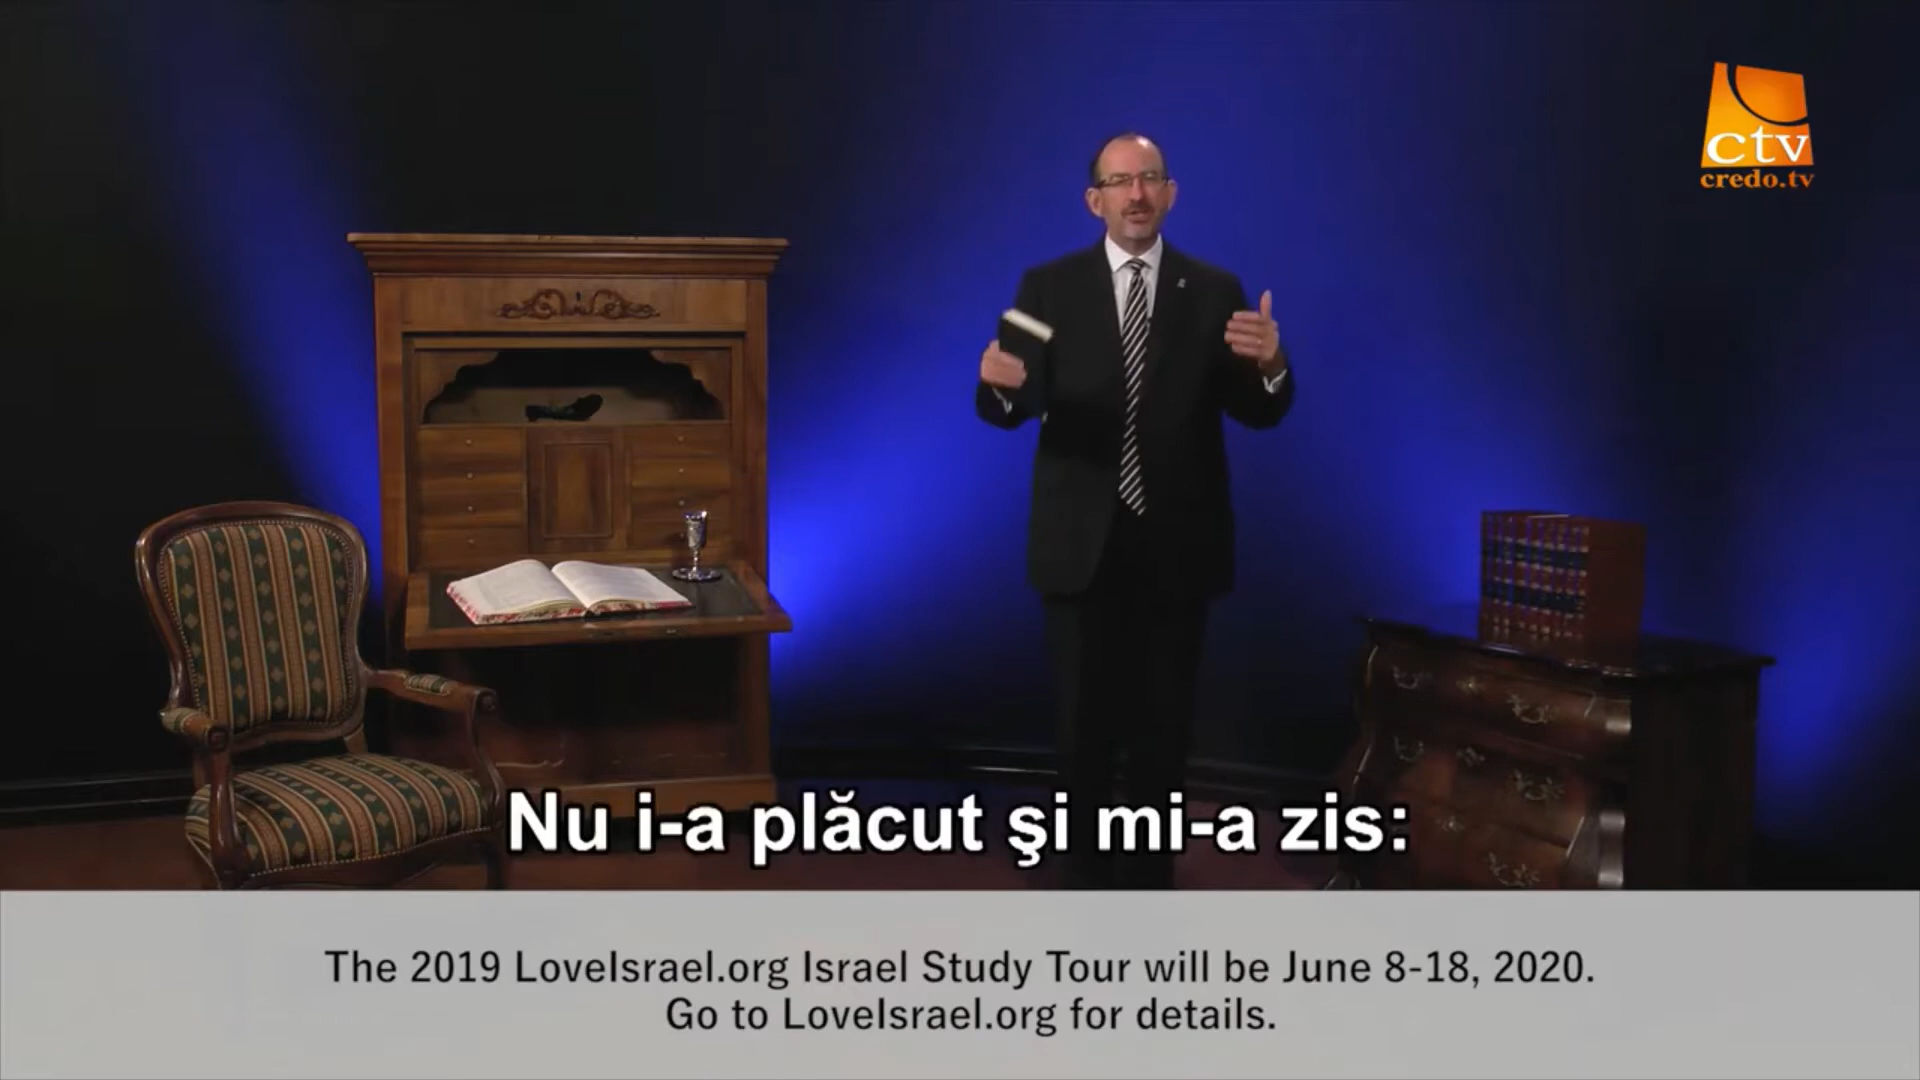 ctv
credo.tv
Nu i-a plăcut şi mi-a zis:
The 2019 LoveIsrael.org Israel Study Tour will be June 8-18, 2020.
Go to LoveIsrael.org for details.